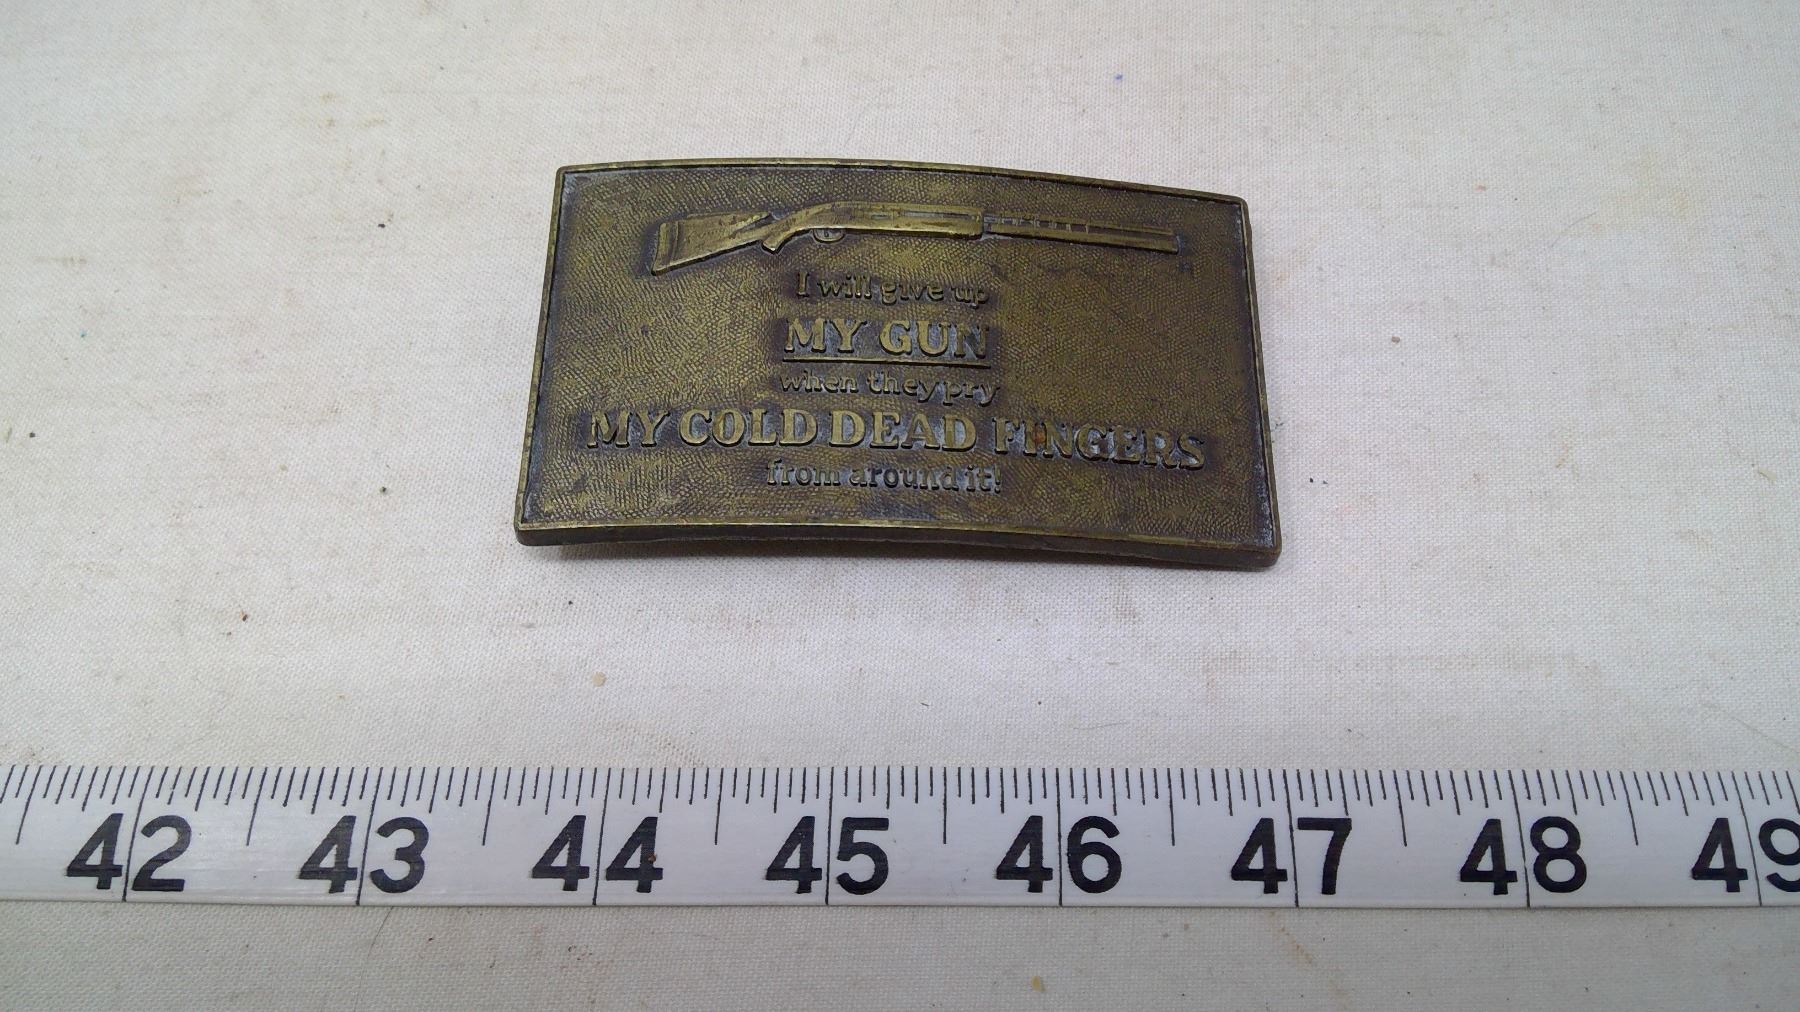 I will give up
MY GUN
when they pry
MY COLD DEAD FINGERS
from around it!
42 43 44 45 46 47 48 49